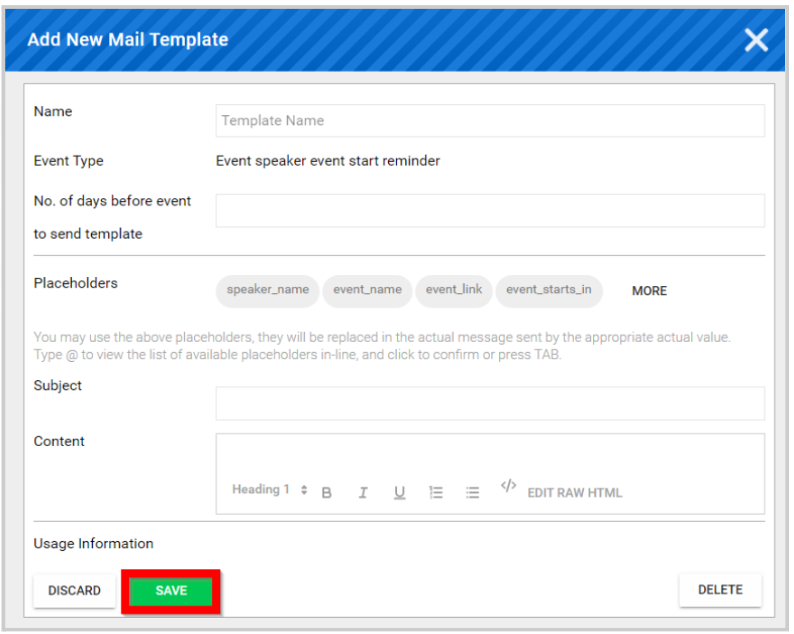 Add New Mail Template
Name
Template Name
Event Type
Event speaker event start reminder
No. of days before event
to send template
Placeholders
speaker_name event_name event_link event_starts_in MORE
You may use the above placeholders, they will be replaced in the actual message sent by the appropriate actual value.
Type @ to view the list of available placeholders in-line, and click to confirm or press TAB.
Subject
Content
Heading 1 B I U </> EDIT RAW HTML
Usage Information
DISCARD SAVE DELETE